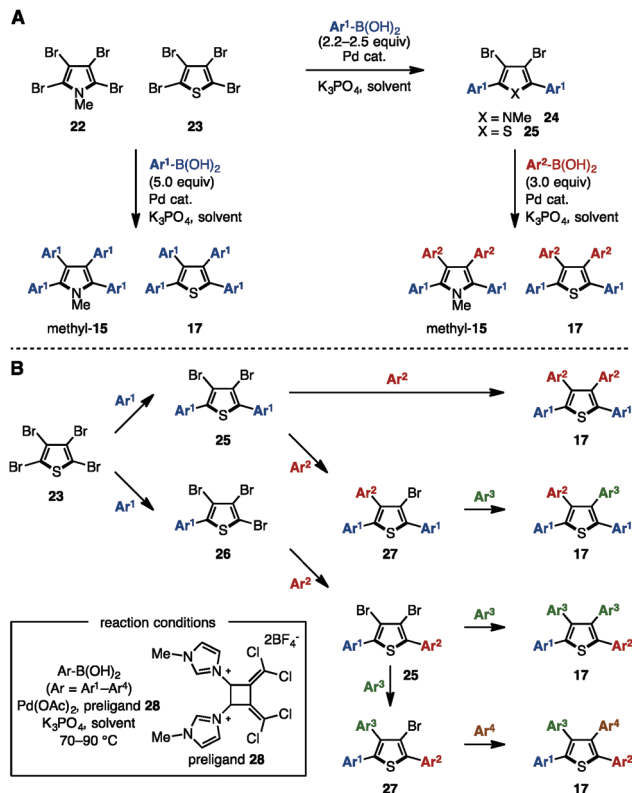 A
Br Br
Br Br
N
Me
22
Br Br
Br Br
S
23
Ar¹-B(OH)₂
(2.2–2.5 equiv)
Pd cat.
K₃PO₄, solvent
Br Br
Ar¹ Ar¹
X
X = NMe 24
X = S 25
Ar¹-B(OH)₂
(5.0 equiv)
Pd cat.
K₃PO₄, solvent
Ar²-B(OH)₂
(3.0 equiv)
Pd cat.
K₃PO₄, solvent
Ar¹ Ar¹
Ar¹ Ar¹
N
Me
methyl-15
Ar¹ Ar¹
Ar¹ Ar¹
S
17
Ar² Ar²
Ar¹ Ar¹
N
Me
methyl-15
Ar² Ar²
Ar¹ Ar¹
S
17
B
Br Br
Br Br
S
23
Ar¹
Ar¹
Br Br
Ar¹ Ar¹
S
25
Ar²
Ar² Ar²
Ar¹ Ar¹
S
17
Ar²
Br Br
Ar¹ Br
S
26
Ar² Br
Ar¹ Ar¹
S
27
Ar³
Ar² Ar³
Ar¹ Ar¹
S
17
Ar²
Br Br
Ar¹ Ar²
S
25
Ar³
Ar³ Ar³
Ar¹ Ar²
S
17
Ar³
Ar³ Br
Ar¹ Ar²
S
27
Ar⁴
Ar³ Ar⁴
Ar¹ Ar²
S
17
reaction conditions
Ar-B(OH)₂
(Ar = Ar¹–Ar⁴)
Pd(OAc)₂, preligand 28
K₃PO₄, solvent
70–90 °C
2BF₄⁻
Me N
N +
Cl
Cl
Cl
Cl
N +
Me N
preligand 28